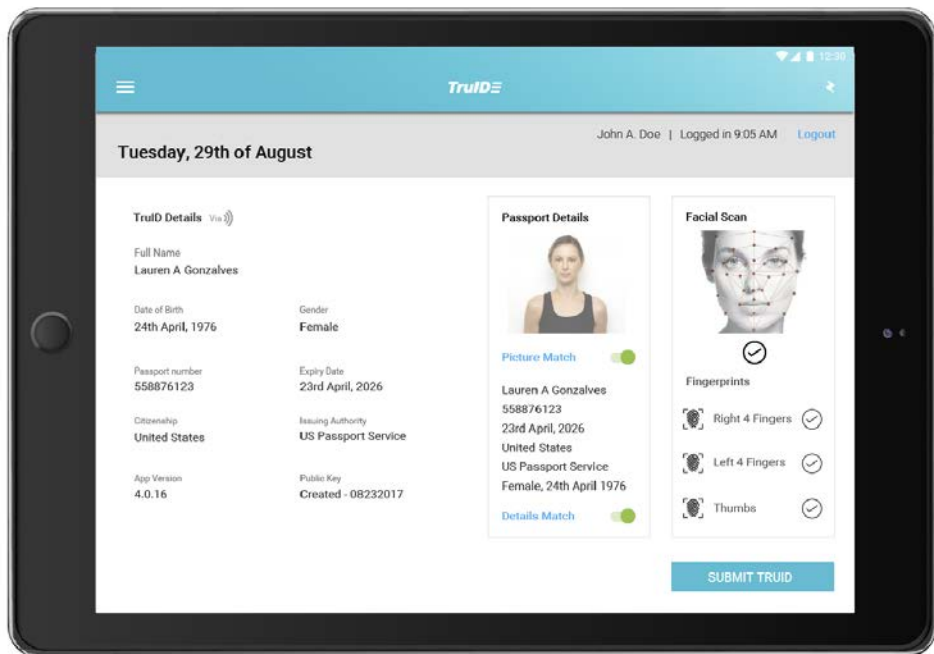 12:30
TruID
John A. Doe | Logged in 9:05 AM Logout
Tuesday, 29th of August
TruID Details Via
Full Name
Lauren A Gonzalves
Date of Birth
24th April, 1976
Gender
Female
Passport number
558876123
Expiry Date
23rd April, 2026
Citizenship
United States
Issuing Authority
US Passport Service
App Version
4.0.16
Public Key
Created - 08232017
Passport Details
Picture Match
Lauren A Gonzalves
558876123
23rd April, 2026
United States
US Passport Service
Female, 24th April 1976
Details Match
Facial Scan
Fingerprints
Right 4 Fingers
Left 4 Fingers
Thumbs
SUBMIT TRUID